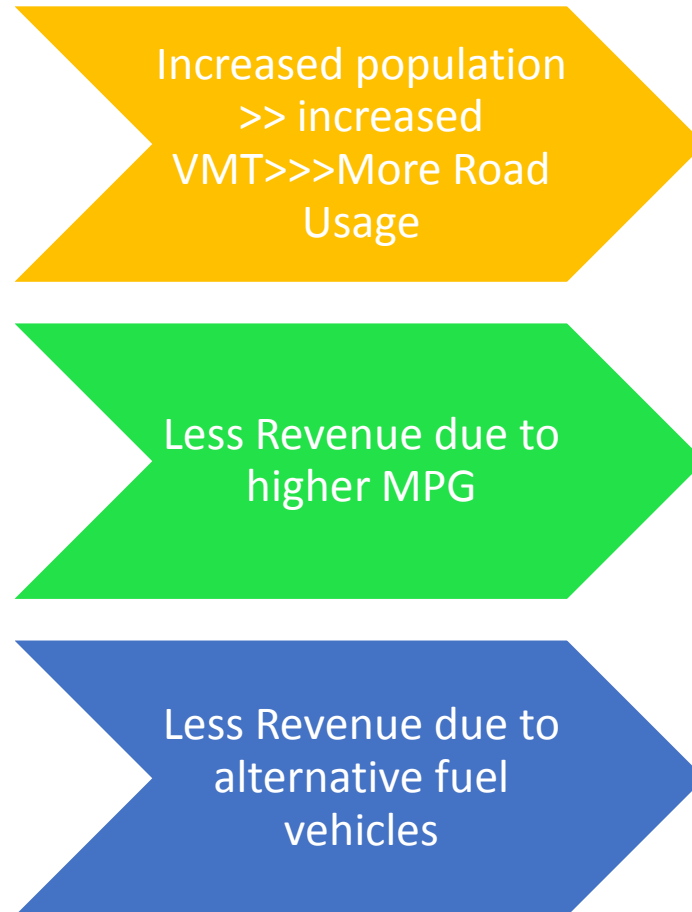 Increased population
>> increased
VMT>>>More Road
Usage
Less Revenue due to
higher MPG
Less Revenue due to
alternative fuel
vehicles